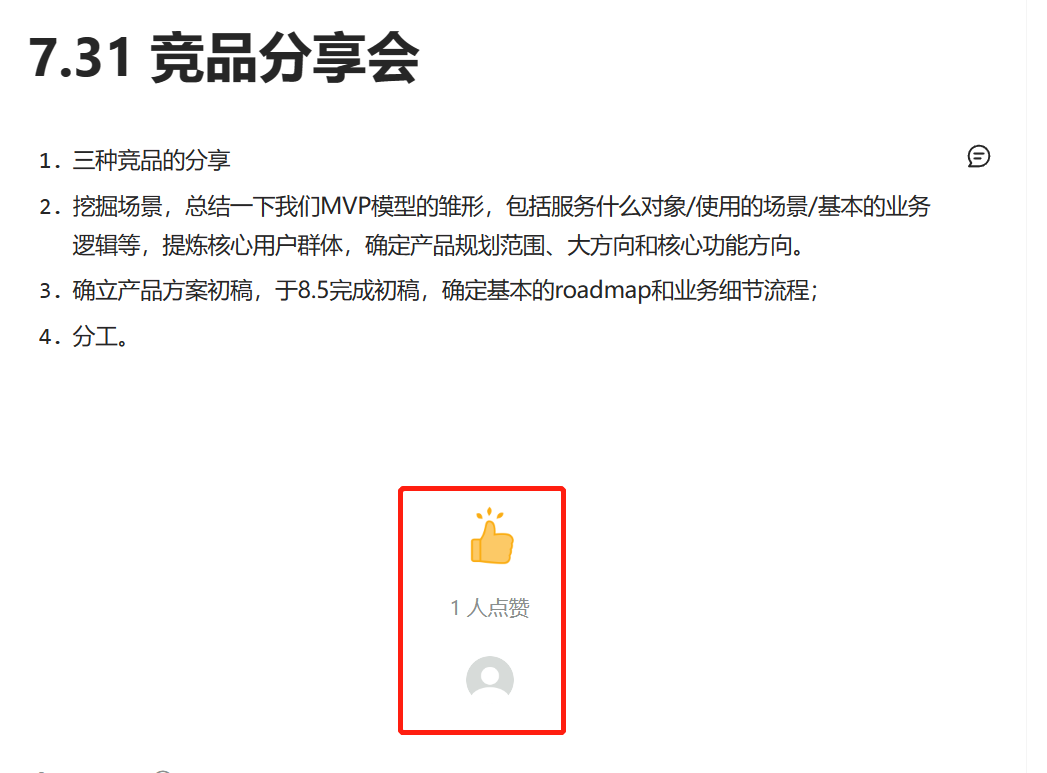 7.31 竞品分享会
1. 三种竞品的分享
2. 挖掘场景，总结一下我们MVP模型的雏形，包括服务什么对象/使用的场景/基本的业务
逻辑等，提炼核心用户群体，确定产品规划范围、大方向和核心功能方向。
3. 确立产品方案初稿，于8.5完成初稿，确定基本的roadmap和业务细节流程；
4. 分工。
1 人点赞